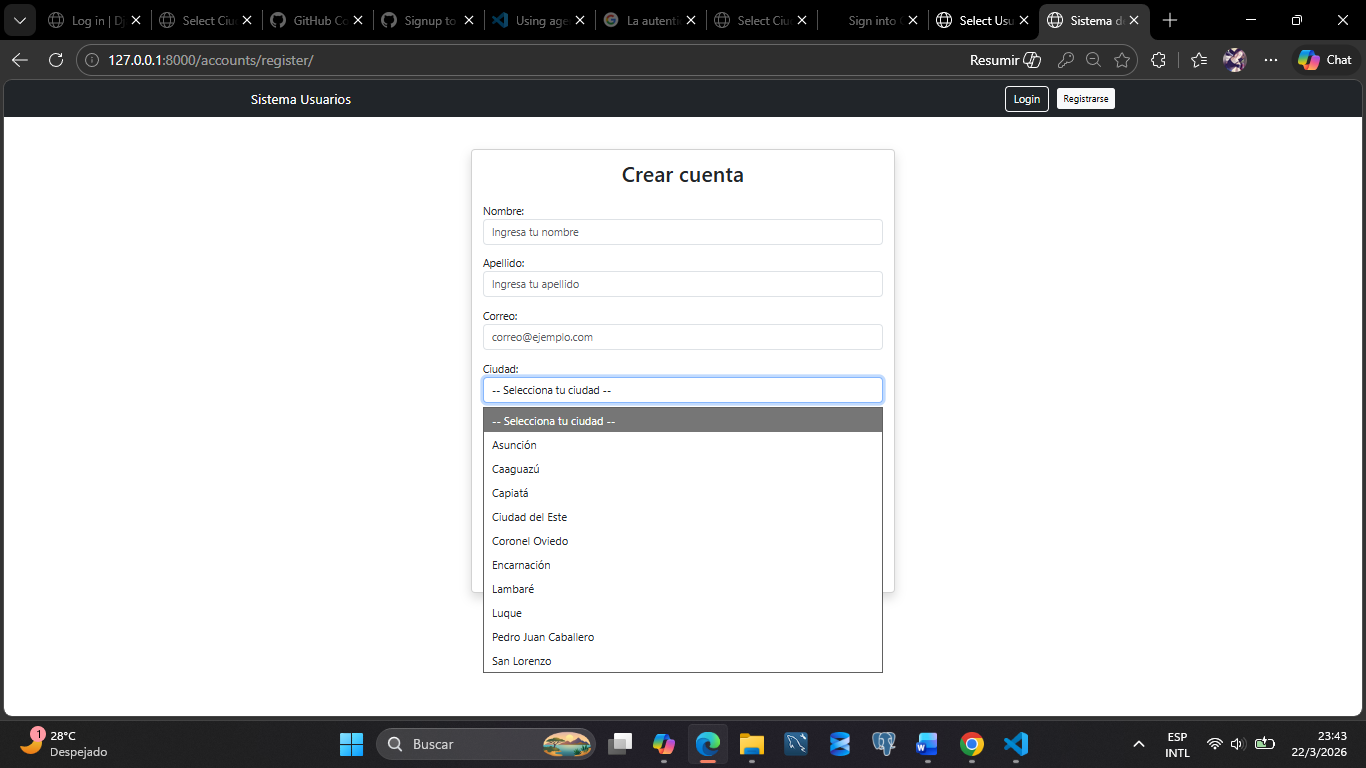 Log in | Dj
Select Ciu
GitHub Co
Signup to
Using age
La autenti
Select Ciu
Sign into
Select Usu
Sistema de
127.0.0.1:8000/accounts/register/
Resumir
Chat
Sistema Usuarios
Login
Registrarse
Crear cuenta
Nombre:
Ingresa tu nombre
Apellido:
Ingresa tu apellido
Correo:
correo@ejemplo.com
Ciudad:
-- Selecciona tu ciudad --
-- Selecciona tu ciudad --
Asunción
Caaguazú
Capiatá
Ciudad del Este
Coronel Oviedo
Encarnación
Lambaré
Luque
Pedro Juan Caballero
San Lorenzo
1
28°C
Despejado
Buscar
ESP
INTL
23:43
22/3/2026